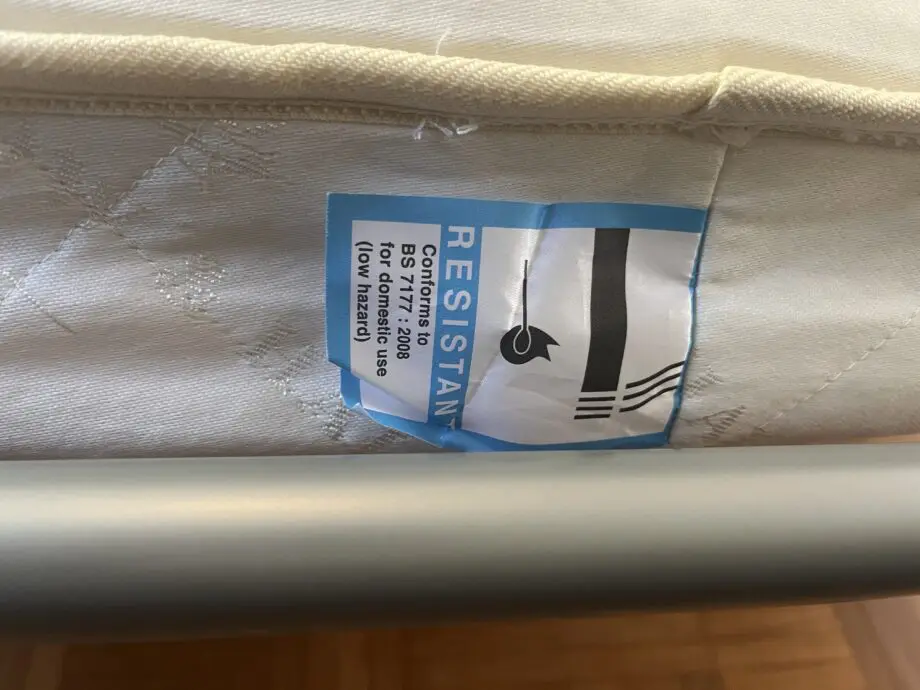 RESISTANT
Conforms to
BS 7177 : 2008
for domestic use
(low hazard)